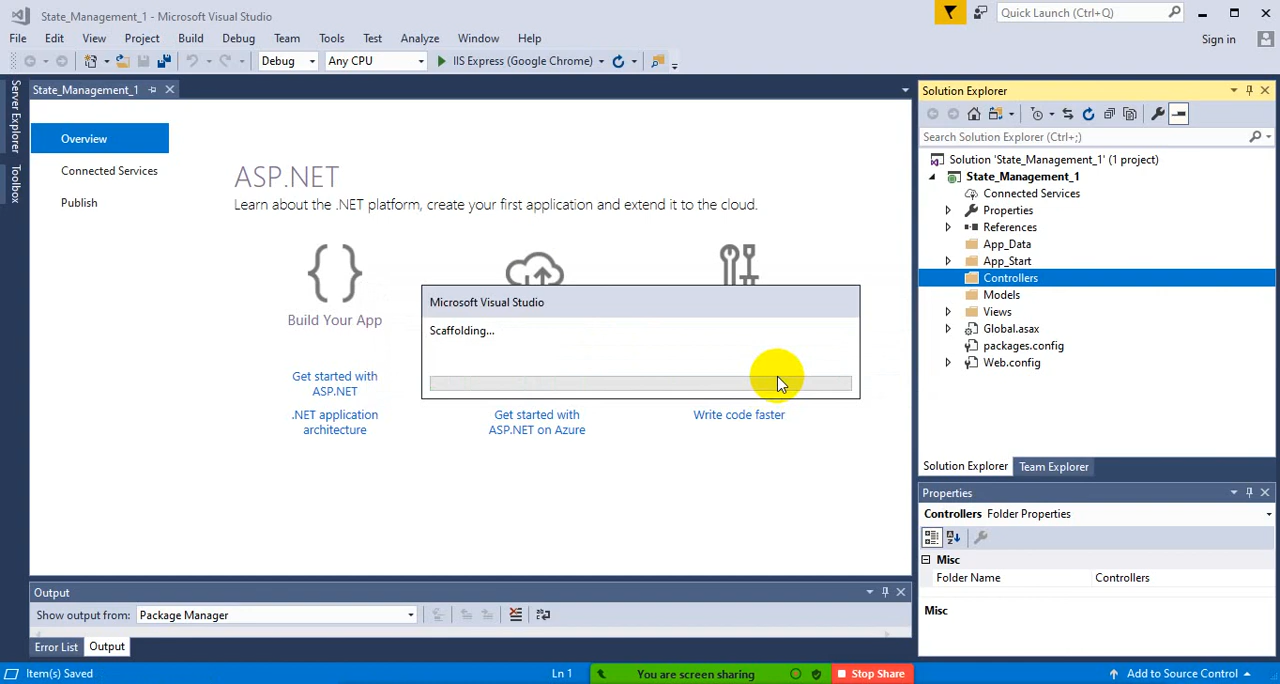 State_Management_1 - Microsoft Visual Studio
Quick Launch (Ctrl+Q)
File Edit View Project Build Debug Team Tools Test Analyze Window Help
Sign in
Debug Any CPU IIS Express (Google Chrome)
Server Explorer
Toolbox
State_Management_1
Overview
Connected Services
Publish
ASP.NET
Learn about the .NET platform, create your first application and extend it to the cloud.
Build Your App
Get started with
ASP.NET
.NET application
architecture
Get started with
ASP.NET on Azure
Write code faster
Microsoft Visual Studio
Scaffolding...
Solution Explorer
Search Solution Explorer (Ctrl+;)
Solution 'State_Management_1' (1 project)
State_Management_1
Connected Services
Properties
References
App_Data
App_Start
Controllers
Models
Views
Global.asax
packages.config
Web.config
Solution Explorer Team Explorer
Properties
Controllers Folder Properties
Misc
Folder Name Controllers
Misc
Output
Show output from: Package Manager
Error List Output
Item(s) Saved
Ln 1
You are screen sharing
Stop Share
Add to Source Control